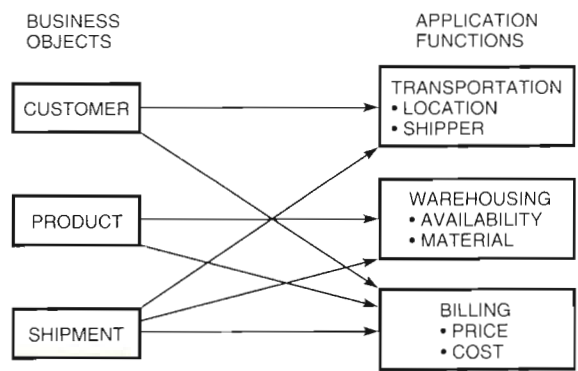 BUSINESS
OBJECTS
APPLICATION
FUNCTIONS
CUSTOMER
PRODUCT
SHIPMENT
TRANSPORTATION
• LOCATION
• SHIPPER
WAREHOUSING
• AVAILABILITY
• MATERIAL
BILLING
• PRICE
• COST